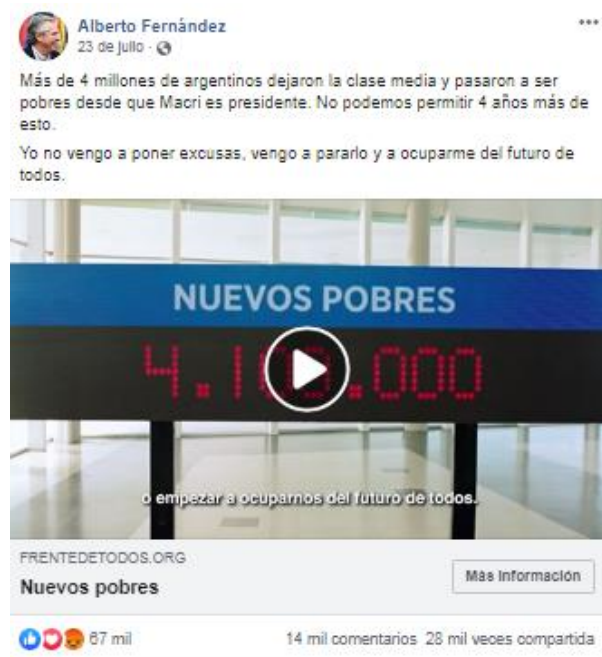 Alberto Fernández
23 de julio ·
Más de 4 millones de argentinos dejaron la clase media y pasaron a ser
pobres desde que Macri es presidente. No podemos permitir 4 años más de
esto.
Yo no vengo a poner excusas, vengo a pararlo y a ocuparme del futuro de
todos.
NUEVOS POBRES
o empezar a ocuparnos del futuro de todos.
FRENTEDETODOS.ORG
Nuevos pobres
Más Información
67 mil
14 mil comentarios 28 mil veces compartida